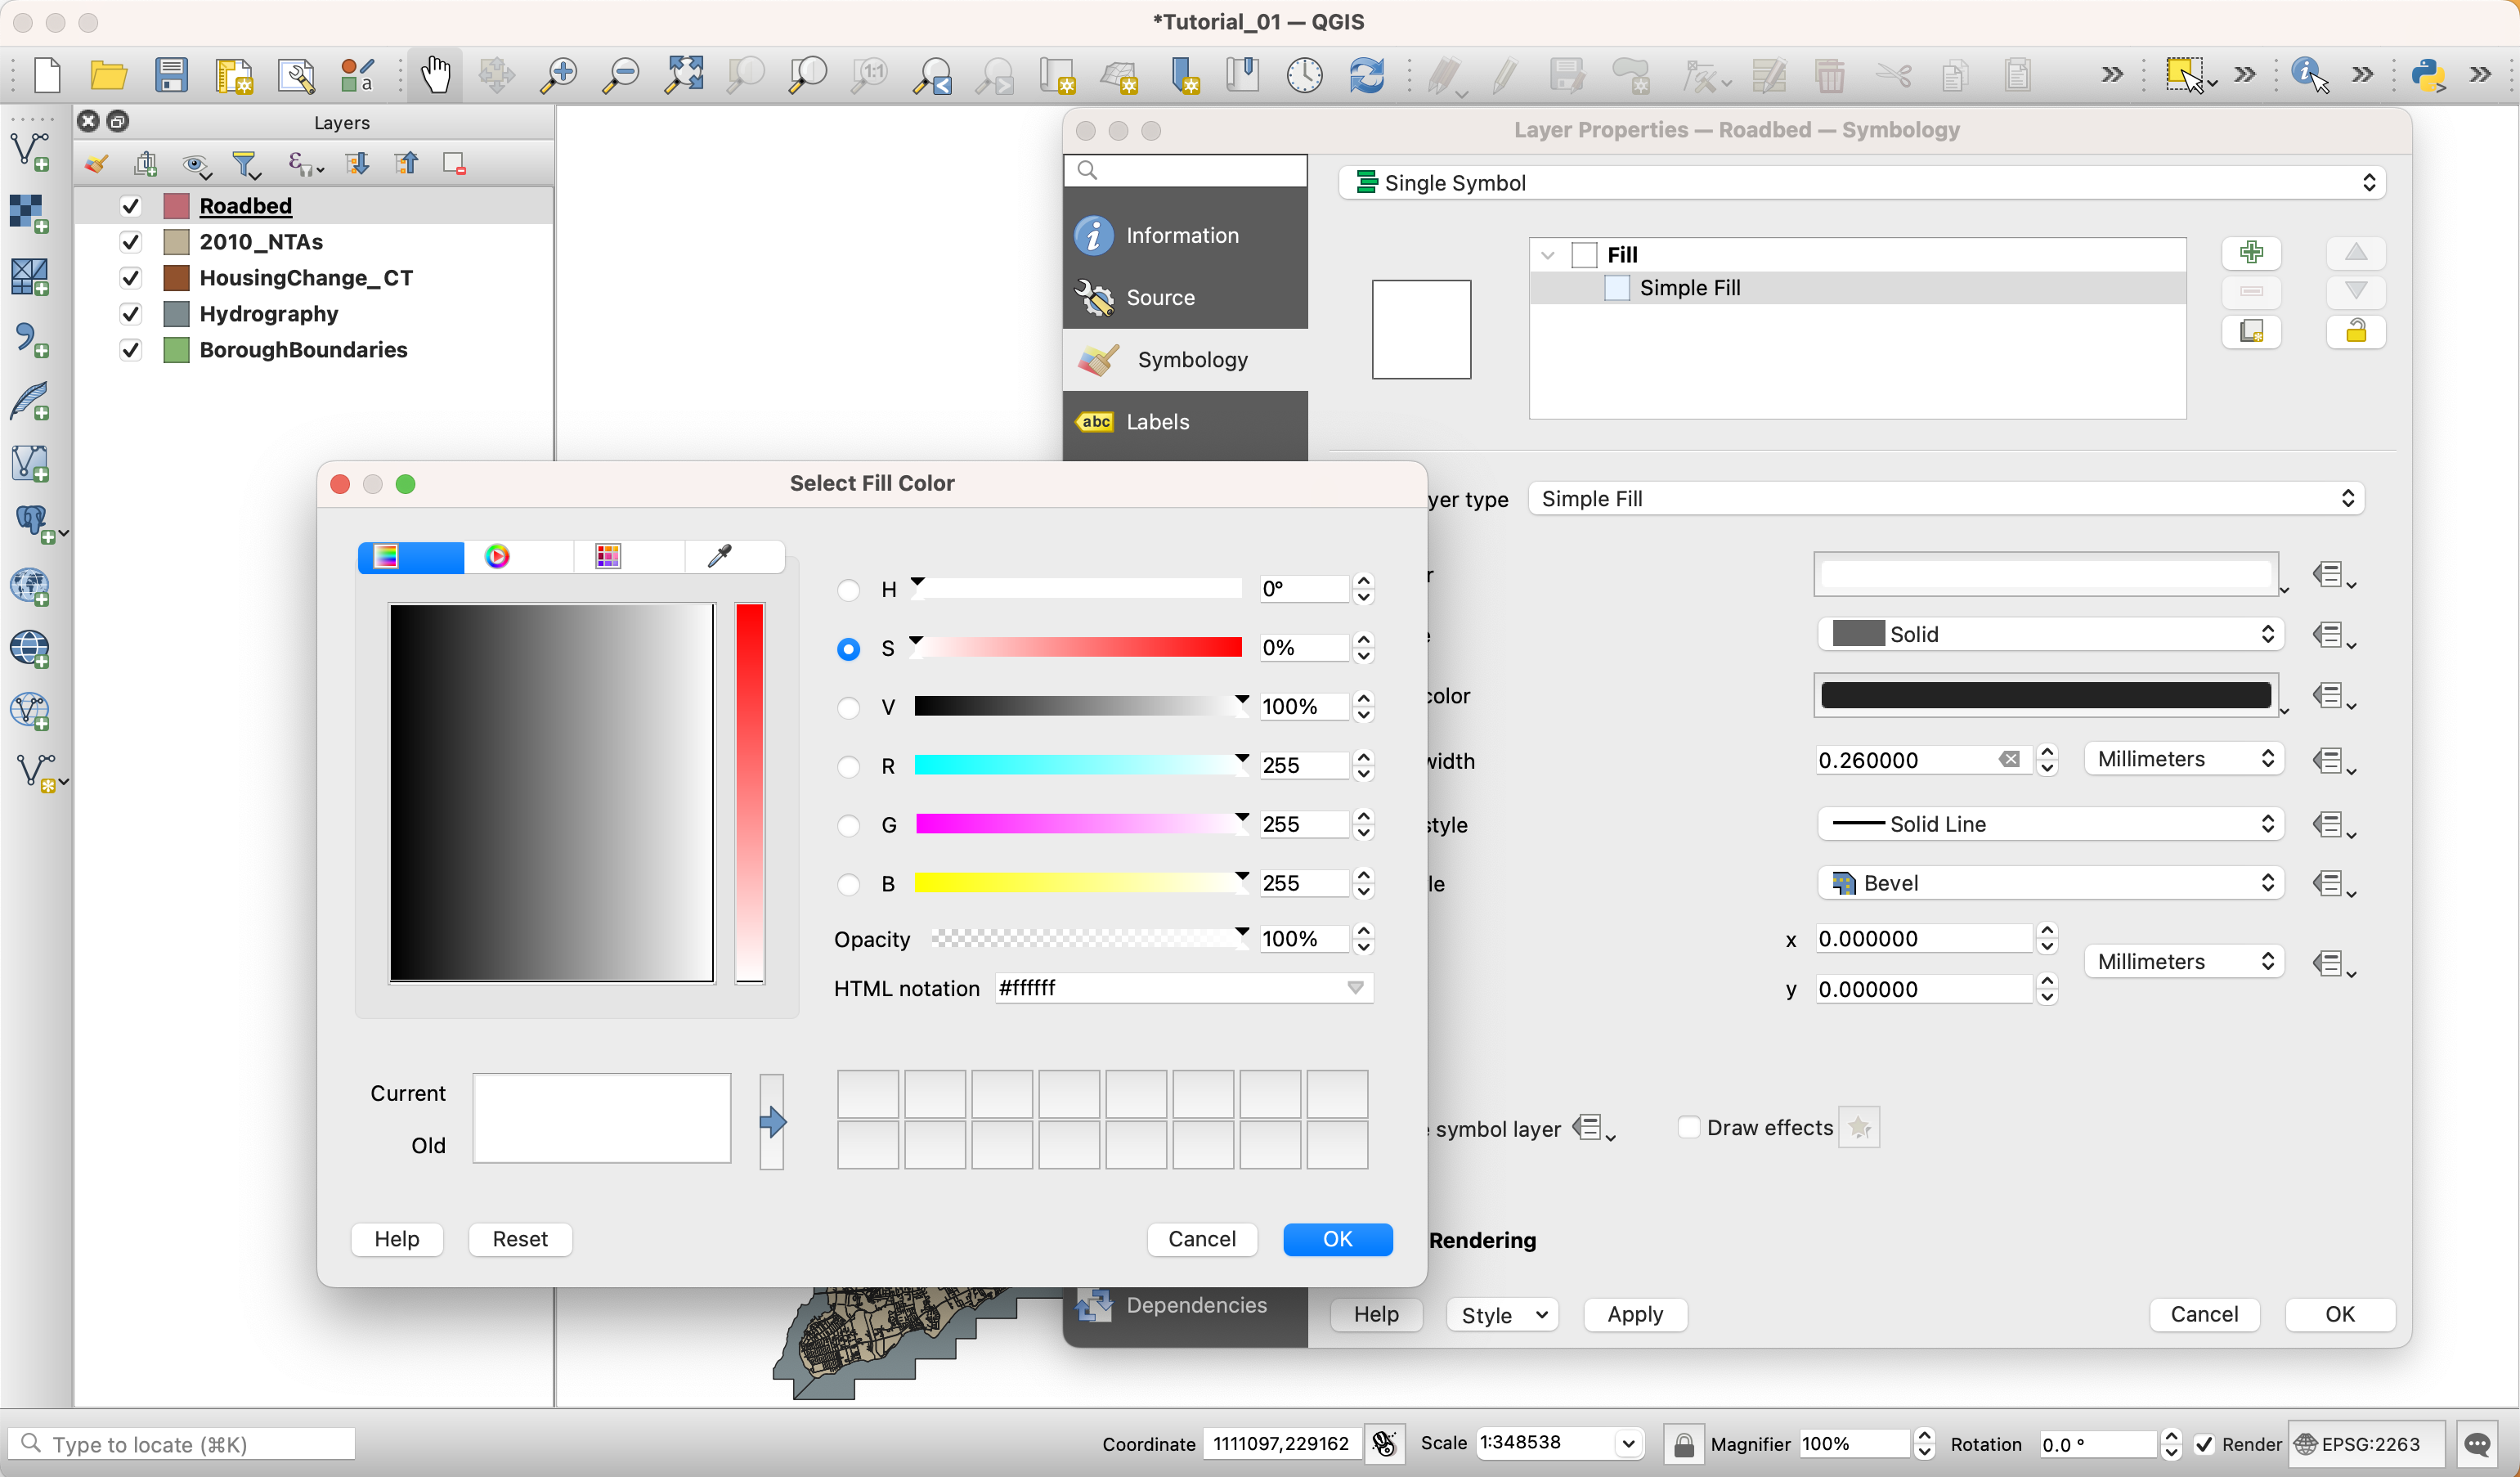 *Tutorial_01 — QGIS
1:1
a
Layers
ε
Roadbed
2010_NTAs
HousingChange_CT
Hydrography
BoroughBoundaries
Layer Properties — Roadbed — Symbology
Single Symbol
Information
Source
Symbology
abc Labels
Fill
Simple Fill
Select Fill Color
yer type Simple Fill
H 0°
r
S 0%
Solid
V 100%
color
R 255
width 0.260000 Millimeters
G 255
style Solid Line
B 255
le Bevel
Opacity 100%
x 0.000000
Millimeters
HTML notation #ffffff
y 0.000000
Current
Old
symbol layer
Draw effects
Help Reset Cancel OK
Rendering
Dependencies
Help Style Apply Cancel OK
Type to locate (⌘K)
Coordinate 1111097,229162 Scale 1:348538 Magnifier 100% Rotation 0.0 ° Render EPSG:2263